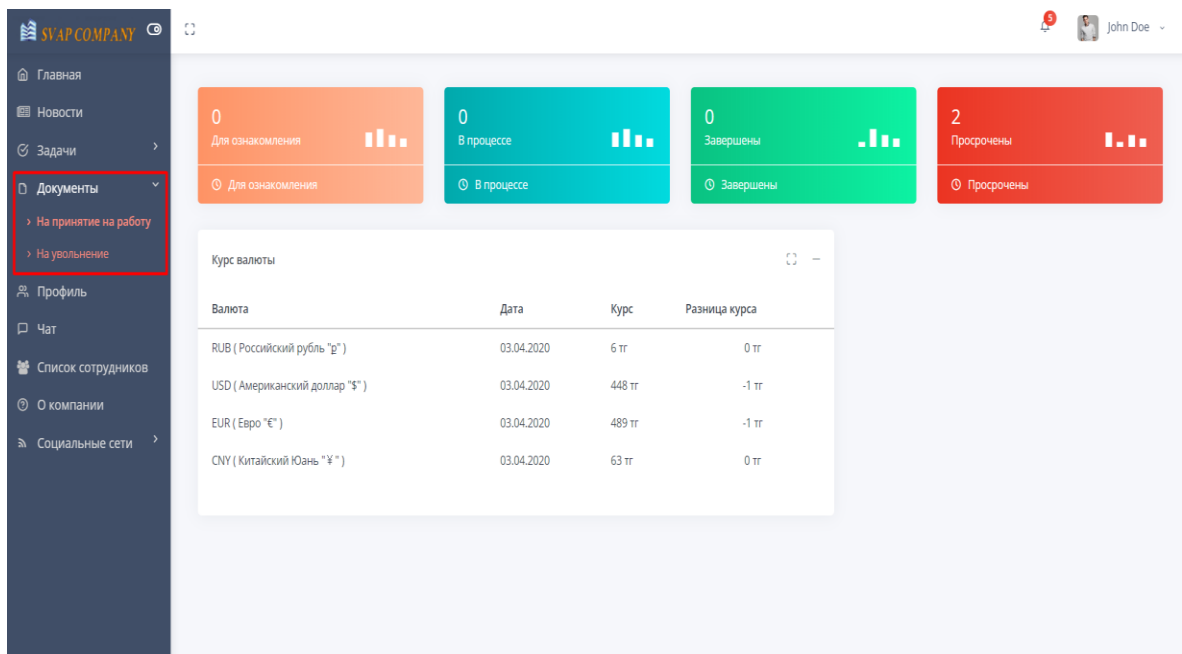 SVAP COMPANY
5
John Doe
Главная
Новости
Задачи
Документы
На принятие на работу
На увольнение
Профиль
Чат
Список сотрудников
О компании
Социальные сети
0
Для ознакомления
Для ознакомления
0
В процессе
В процессе
0
Завершены
Завершены
2
Просрочены
Просрочены
Курс валюты
Валюта Дата Курс Разница курса
RUB ( Российский рубль "р" ) 03.04.2020 6 тг 0 тг
USD ( Американский доллар "$" ) 03.04.2020 448 тг -1 тг
EUR ( Евро "€" ) 03.04.2020 489 тг -1 тг
CNY ( Китайский Юань "¥ " ) 03.04.2020 63 тг 0 тг